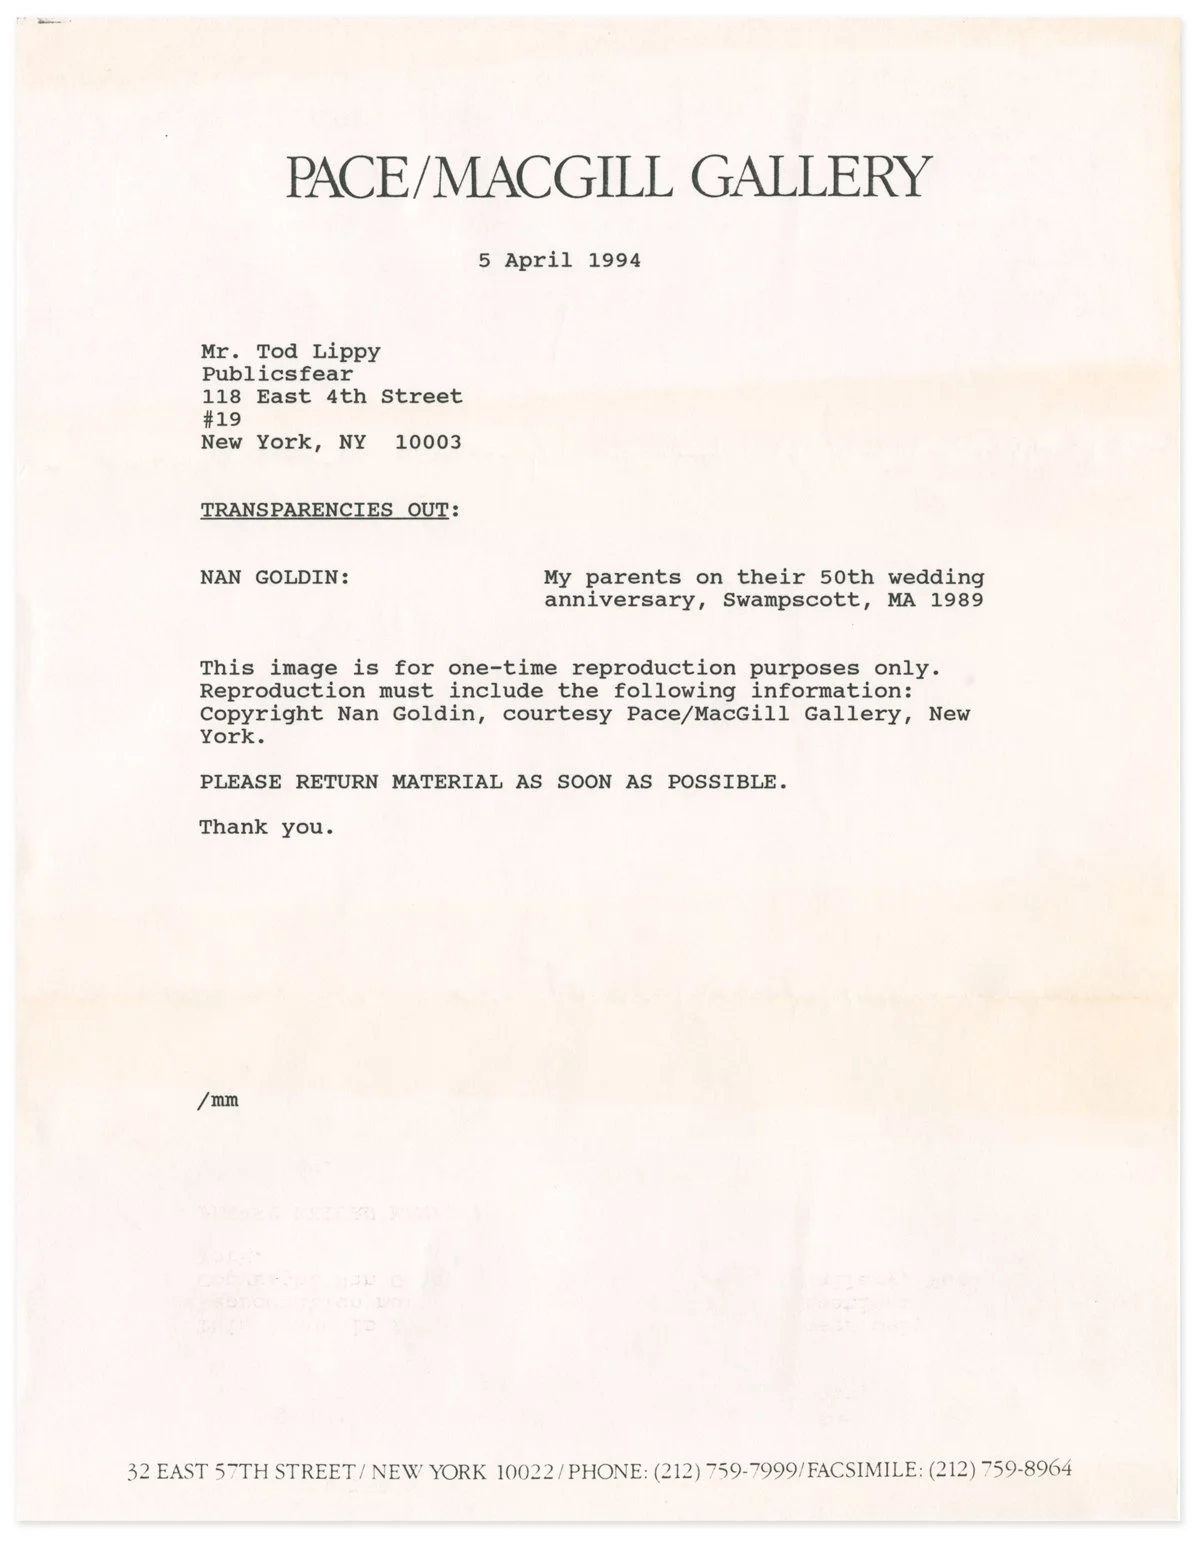 PACE/MACGILL GALLERY
5 April 1994
Mr. Tod Lippy
Publicsfear
118 East 4th Street
#19
New York, NY  10003
TRANSPARENCIES OUT:
NAN GOLDIN: My parents on their 50th wedding
anniversary, Swampscott, MA 1989
This image is for one-time reproduction purposes only.
Reproduction must include the following information:
Copyright Nan Goldin, courtesy Pace/MacGill Gallery, New
York.
PLEASE RETURN MATERIAL AS SOON AS POSSIBLE.
Thank you.
/mm
32 EAST 57TH STREET/ NEW YORK 10022/PHONE: (212) 759-7999/FACSIMILE: (212) 759-8964